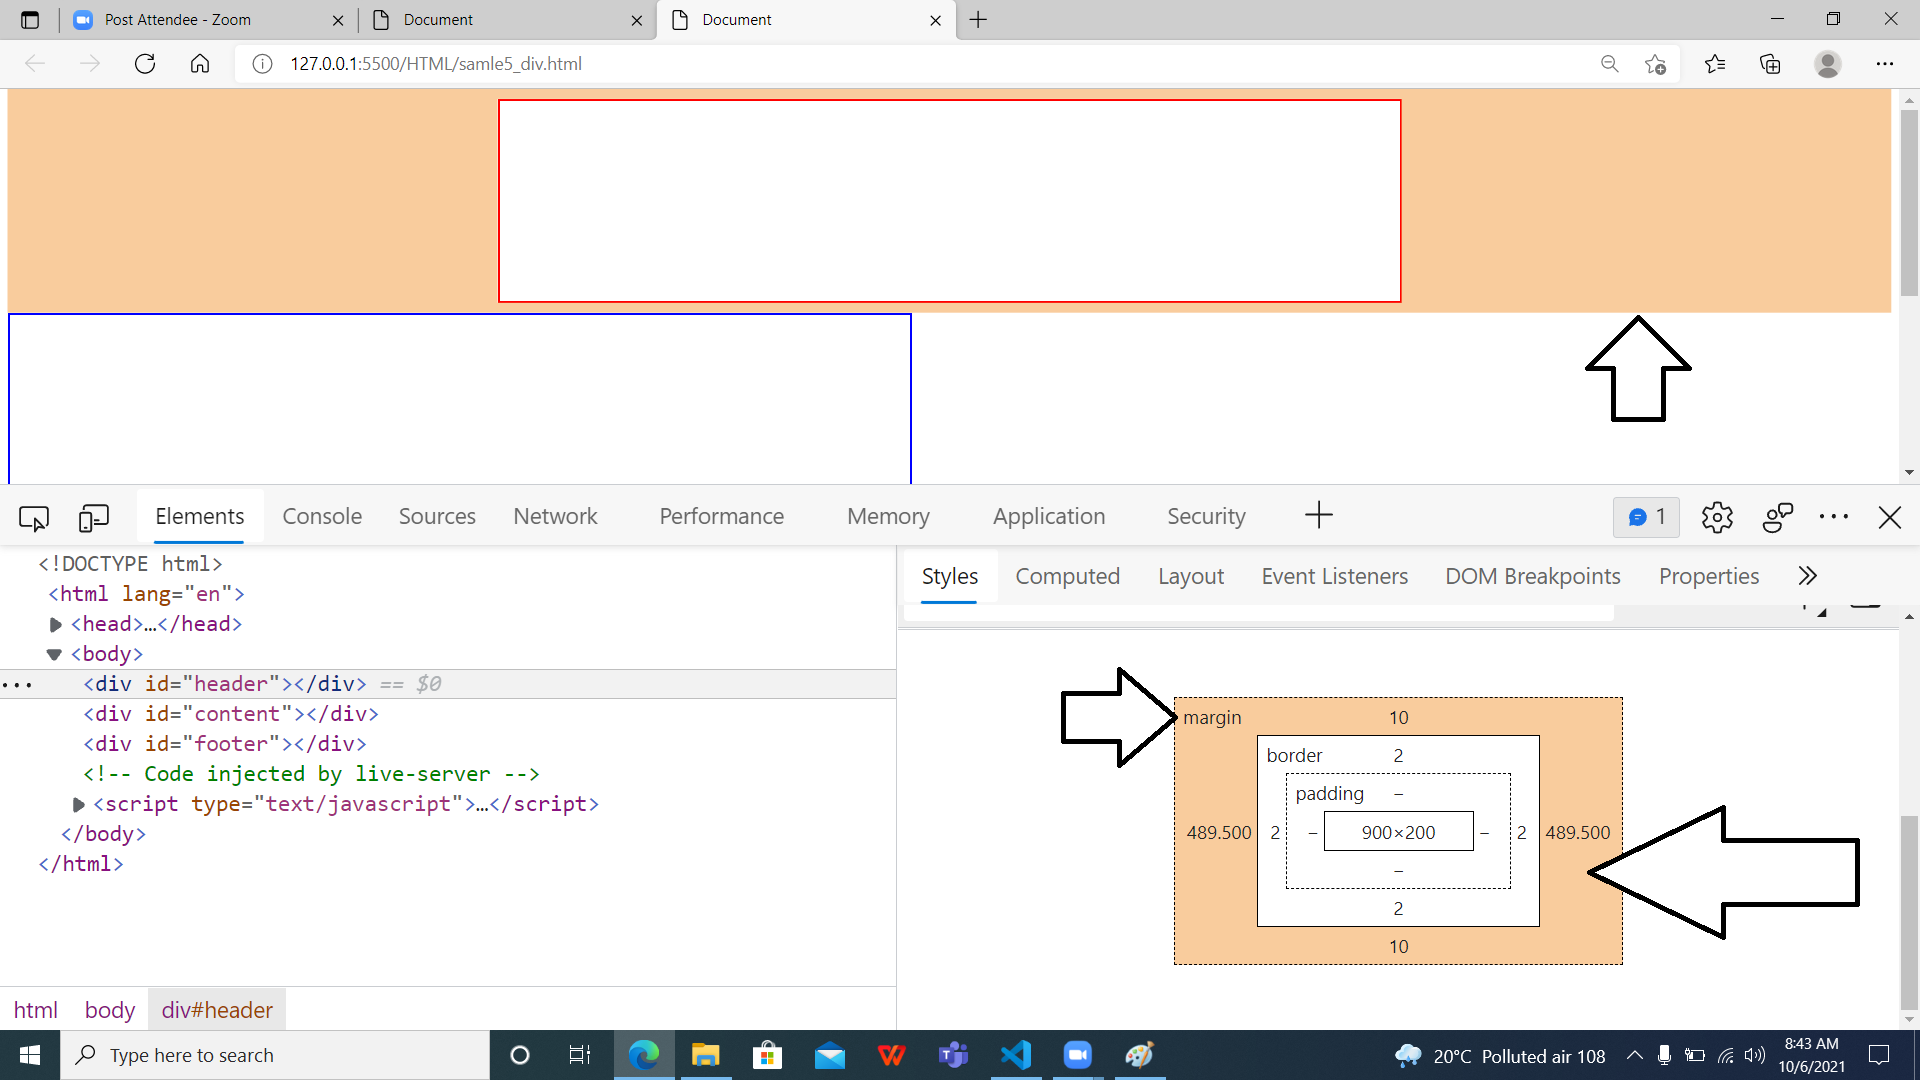 Post Attendee - Zoom
Document
Document
127.0.0.1:5500/HTML/samle5_div.html
Elements Console Sources Network Performance Memory Application Security 1
<!DOCTYPE html>
<html lang="en">
<head>…</head>
<body>
<div id="header"></div> == $0
<div id="content"></div>
<div id="footer"></div>
<!-- Code injected by live-server -->
<script type="text/javascript">…</script>
</body>
</html>
html body div#header
Styles Computed Layout Event Listeners DOM Breakpoints Properties
margin 10
border 2
padding –
489.500 2 – 900×200 – 2 489.500
–
2
10
Type here to search
20°C Polluted air 108
8:43 AM
10/6/2021